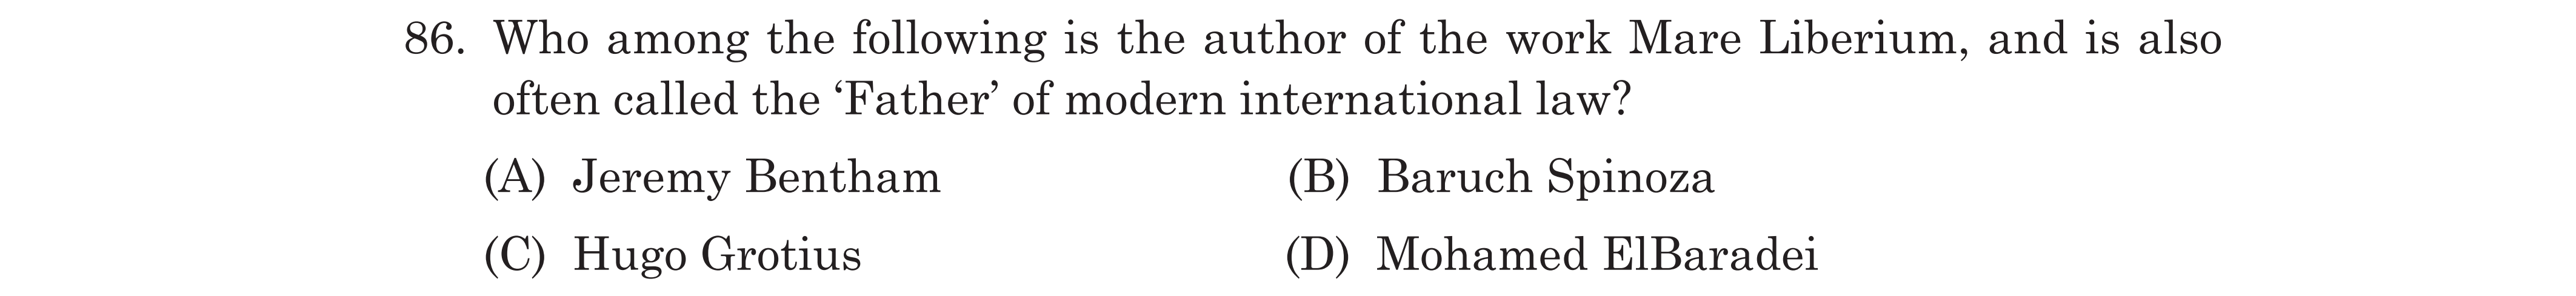 86. Who among the following is the author of the work Mare Liberium, and is also
often called the ‘Father’ of modern international law?
(A) Jeremy Bentham (B) Baruch Spinoza
(C) Hugo Grotius (D) Mohamed ElBaradei